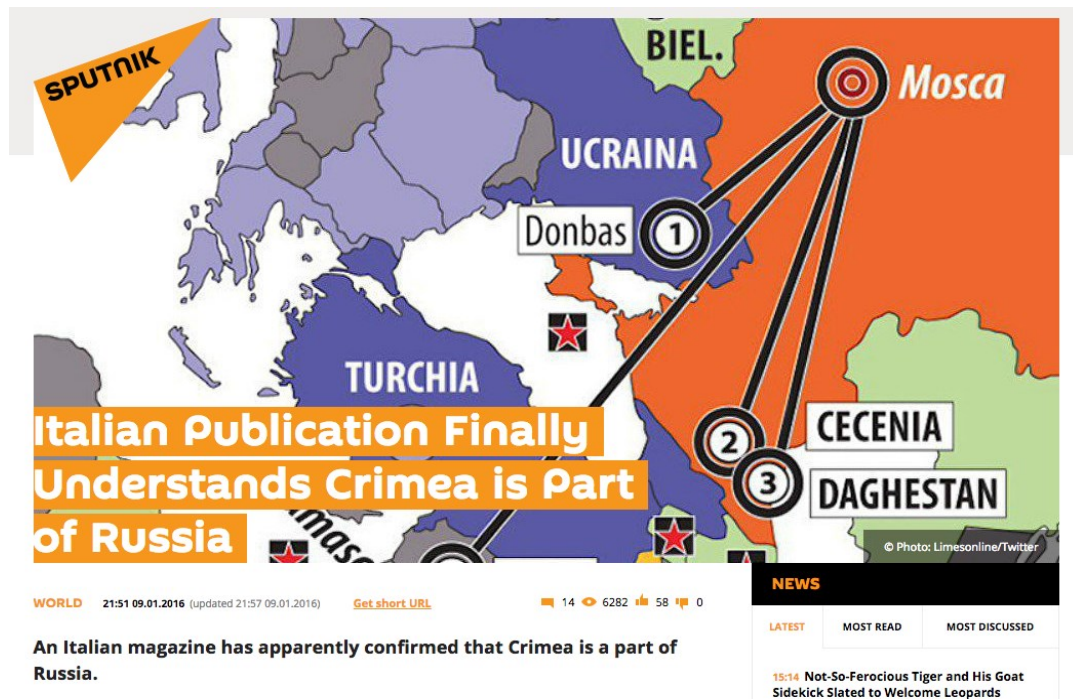 SPUTNIK
BIEL.
Mosca
UCRAINA
Donbas
1
TURCHIA
CECENIA
2
3
DAGHESTAN
Italian Publication Finally
Understands Crimea is Part
of Russia
© Photo: Limesonline/Twitter
WORLD 21:51 09.01.2016 (updated 21:57 09.01.2016) Get short URL 14 6282 58 0
An Italian magazine has apparently confirmed that Crimea is a part of
Russia.
NEWS
LATEST MOST READ MOST DISCUSSED
15:14 Not-So-Ferocious Tiger and His Goat
Sidekick Slated to Welcome Leopards